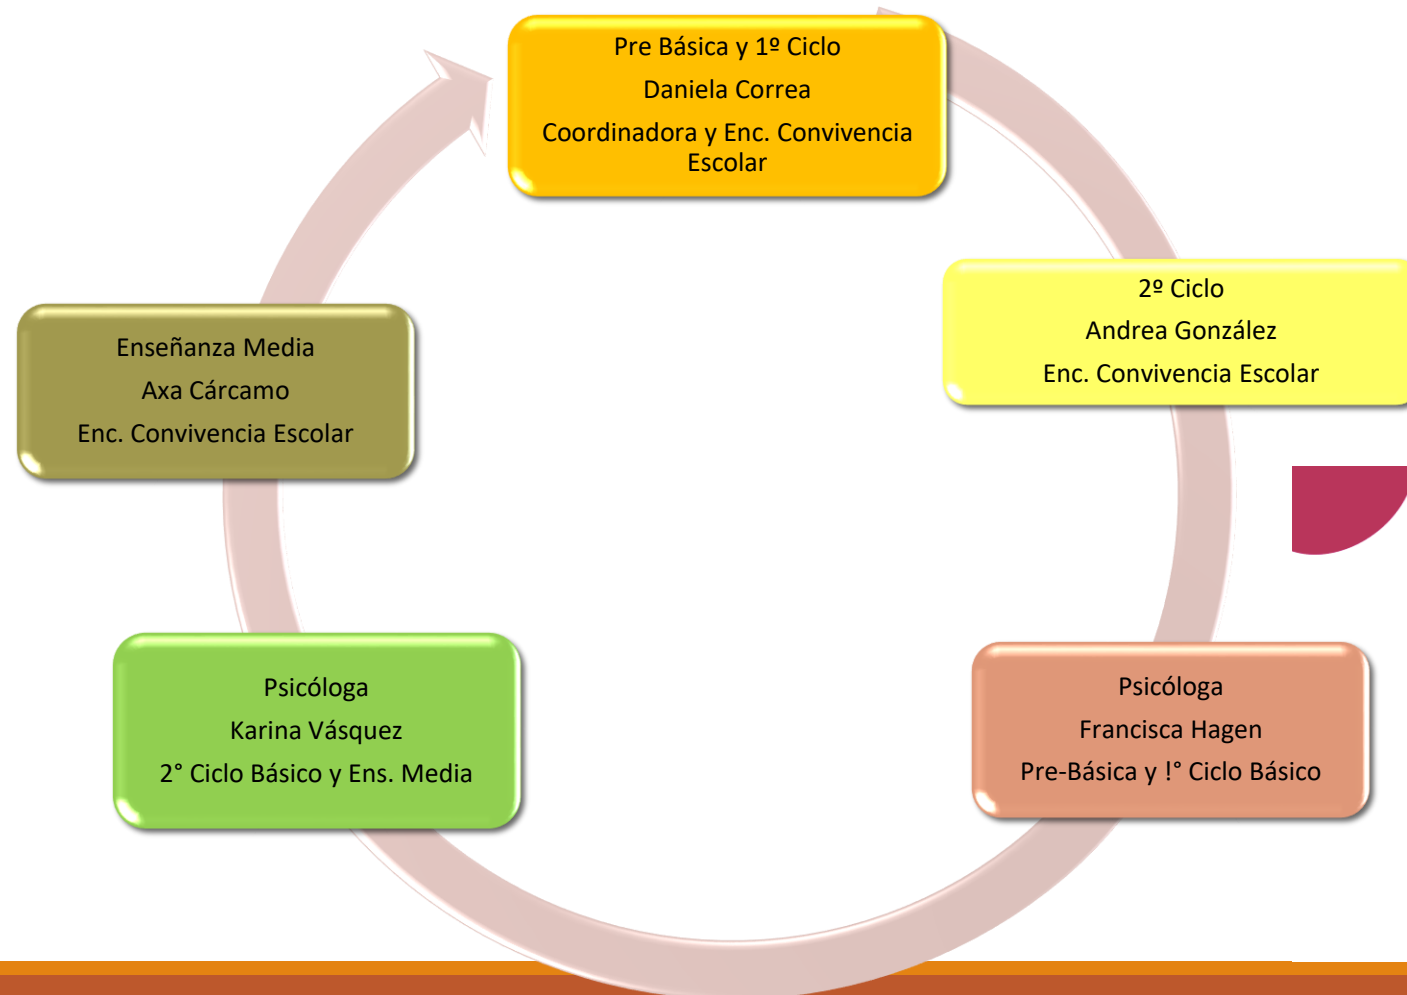 Pre Básica y 1º Ciclo
Daniela Correa
Coordinadora y Enc. Convivencia
Escolar
2º Ciclo
Andrea González
Enc. Convivencia Escolar
Enseñanza Media
Axa Cárcamo
Enc. Convivencia Escolar
Psicóloga
Karina Vásquez
2° Ciclo Básico y Ens. Media
Psicóloga
Francisca Hagen
Pre-Básica y !° Ciclo Básico